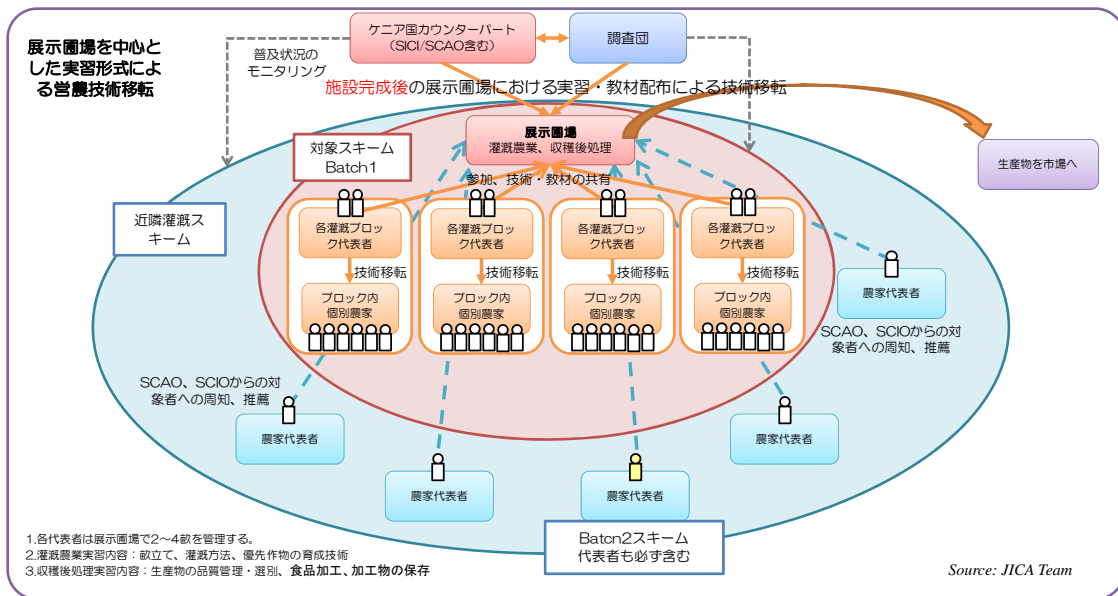 展示圃場を中心と
した実習形式によ
る営農技術移転
ケニア国カウンターパート
（SICI/SCAO含む）
調査団
普及状況の
モニタリング
施設完成後の展示圃場における実習・教材配布による技術移転
展示圃場
灌漑農業、収穫後処理
生産物を市場へ
対象スキーム
Batch1
参加、技術・教材の共有
近隣灌漑ス
キーム
各灌漑ブロッ
ク代表者
各灌漑ブロッ
ク代表者
各灌漑ブロッ
ク代表者
各灌漑ブロッ
ク代表者
技術移転
技術移転
技術移転
技術移転
ブロック内
個別農家
ブロック内
個別農家
ブロック内
個別農家
ブロック内
個別農家
農家代表者
SCAO、SCIOからの対
象者への周知、推薦
SCAO、SCIOからの対
象者への周知、推薦
農家代表者
農家代表者
農家代表者
農家代表者
Batcn2スキーム
代表者も必ず含む
1.各代表者は展示圃場で2～4畝を管理する。
2.灌漑農業実習内容：畝立て、灌漑方法、優先作物の育成技術
3.収穫後処理実習内容：生産物の品質管理・選別、食品加工、加工物の保存
Source: JICA Team